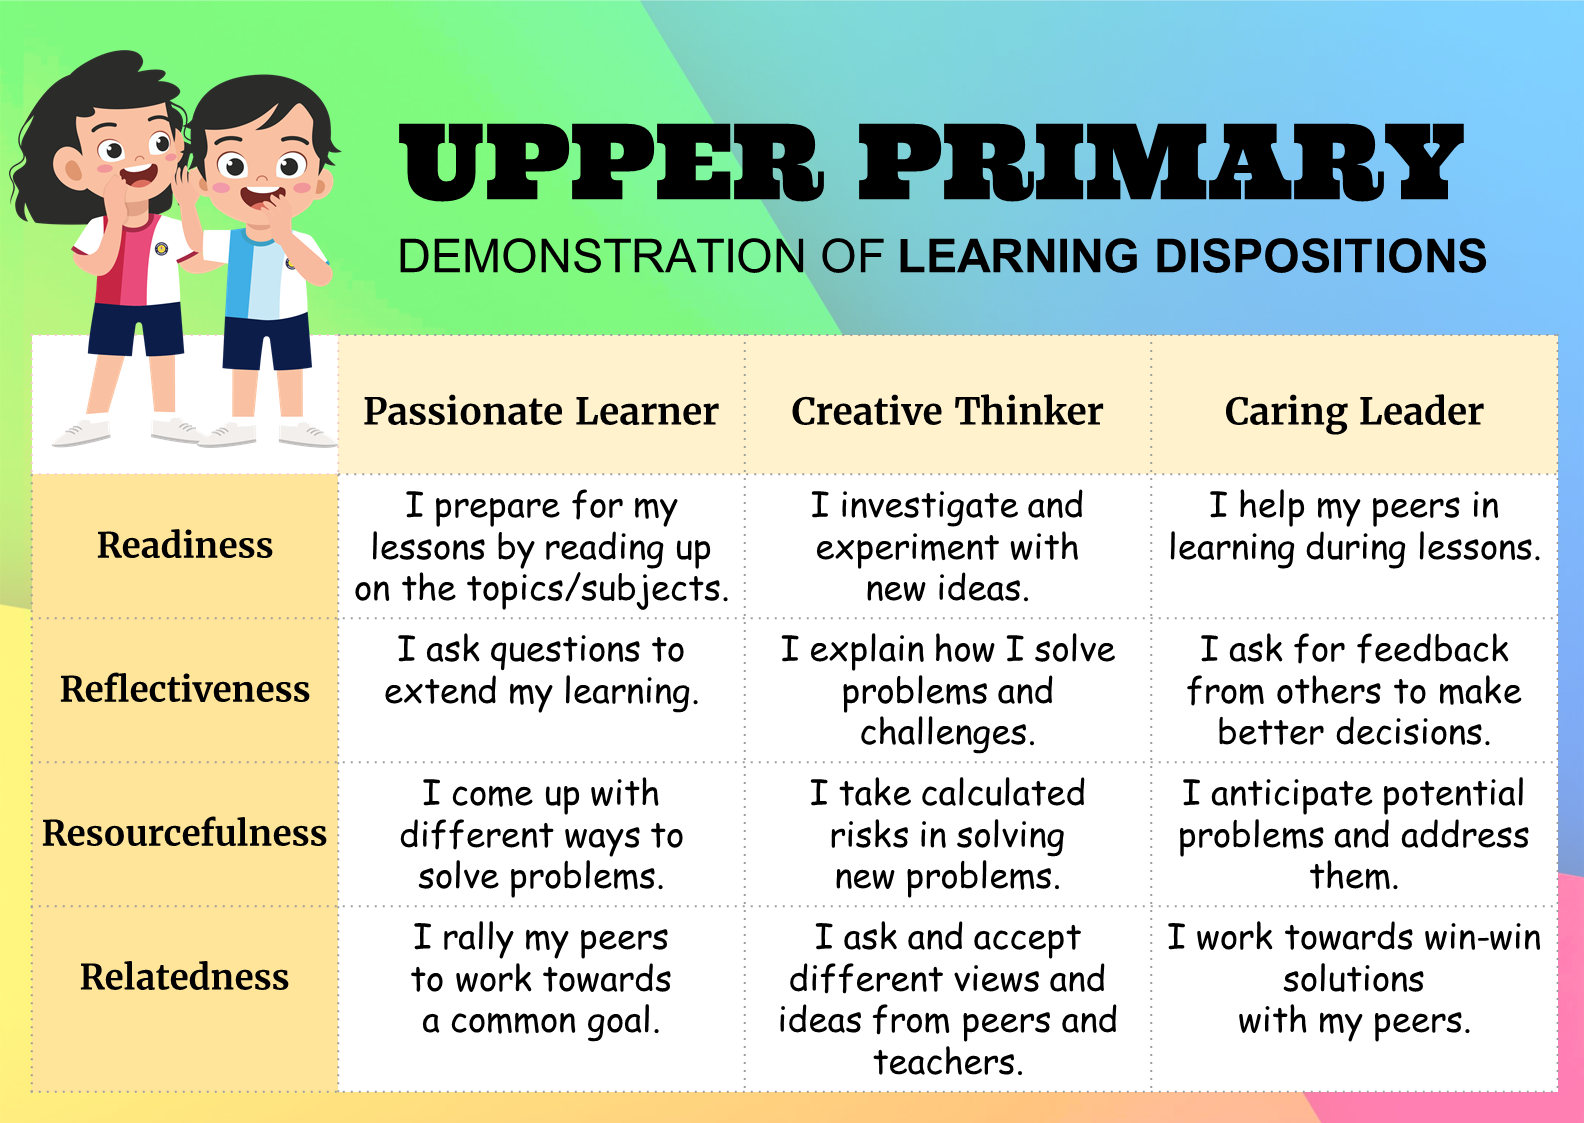 UPPER PRIMARY
DEMONSTRATION OF LEARNING DISPOSITIONS
Passionate Learner
Creative Thinker
Caring Leader
Readiness
I prepare for my
lessons by reading up
on the topics/subjects.
I investigate and
experiment with
new ideas.
I help my peers in
learning during lessons.
Reflectiveness
I ask questions to
extend my learning.
I explain how I solve
problems and
challenges.
I ask for feedback
from others to make
better decisions.
Resourcefulness
I come up with
different ways to
solve problems.
I take calculated
risks in solving
new problems.
I anticipate potential
problems and address
them.
Relatedness
I rally my peers
to work towards
a common goal.
I ask and accept
different views and
ideas from peers and
teachers.
I work towards win-win
solutions
with my peers.